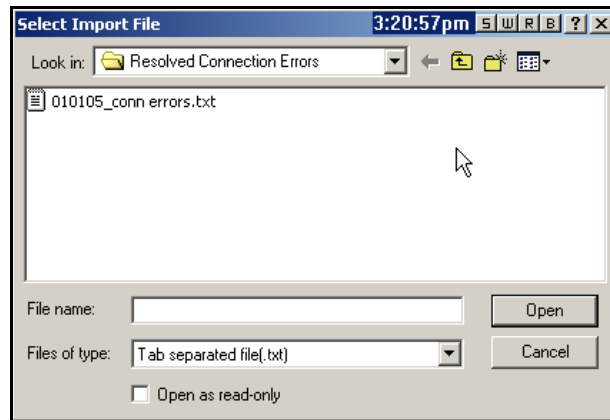 Select Import File 3:20:57pm S W R B ? X
Look in: Resolved Connection Errors
010105_conn errors.txt
File name: Open
Files of type: Tab separated file(.txt) Cancel
Open as read-only